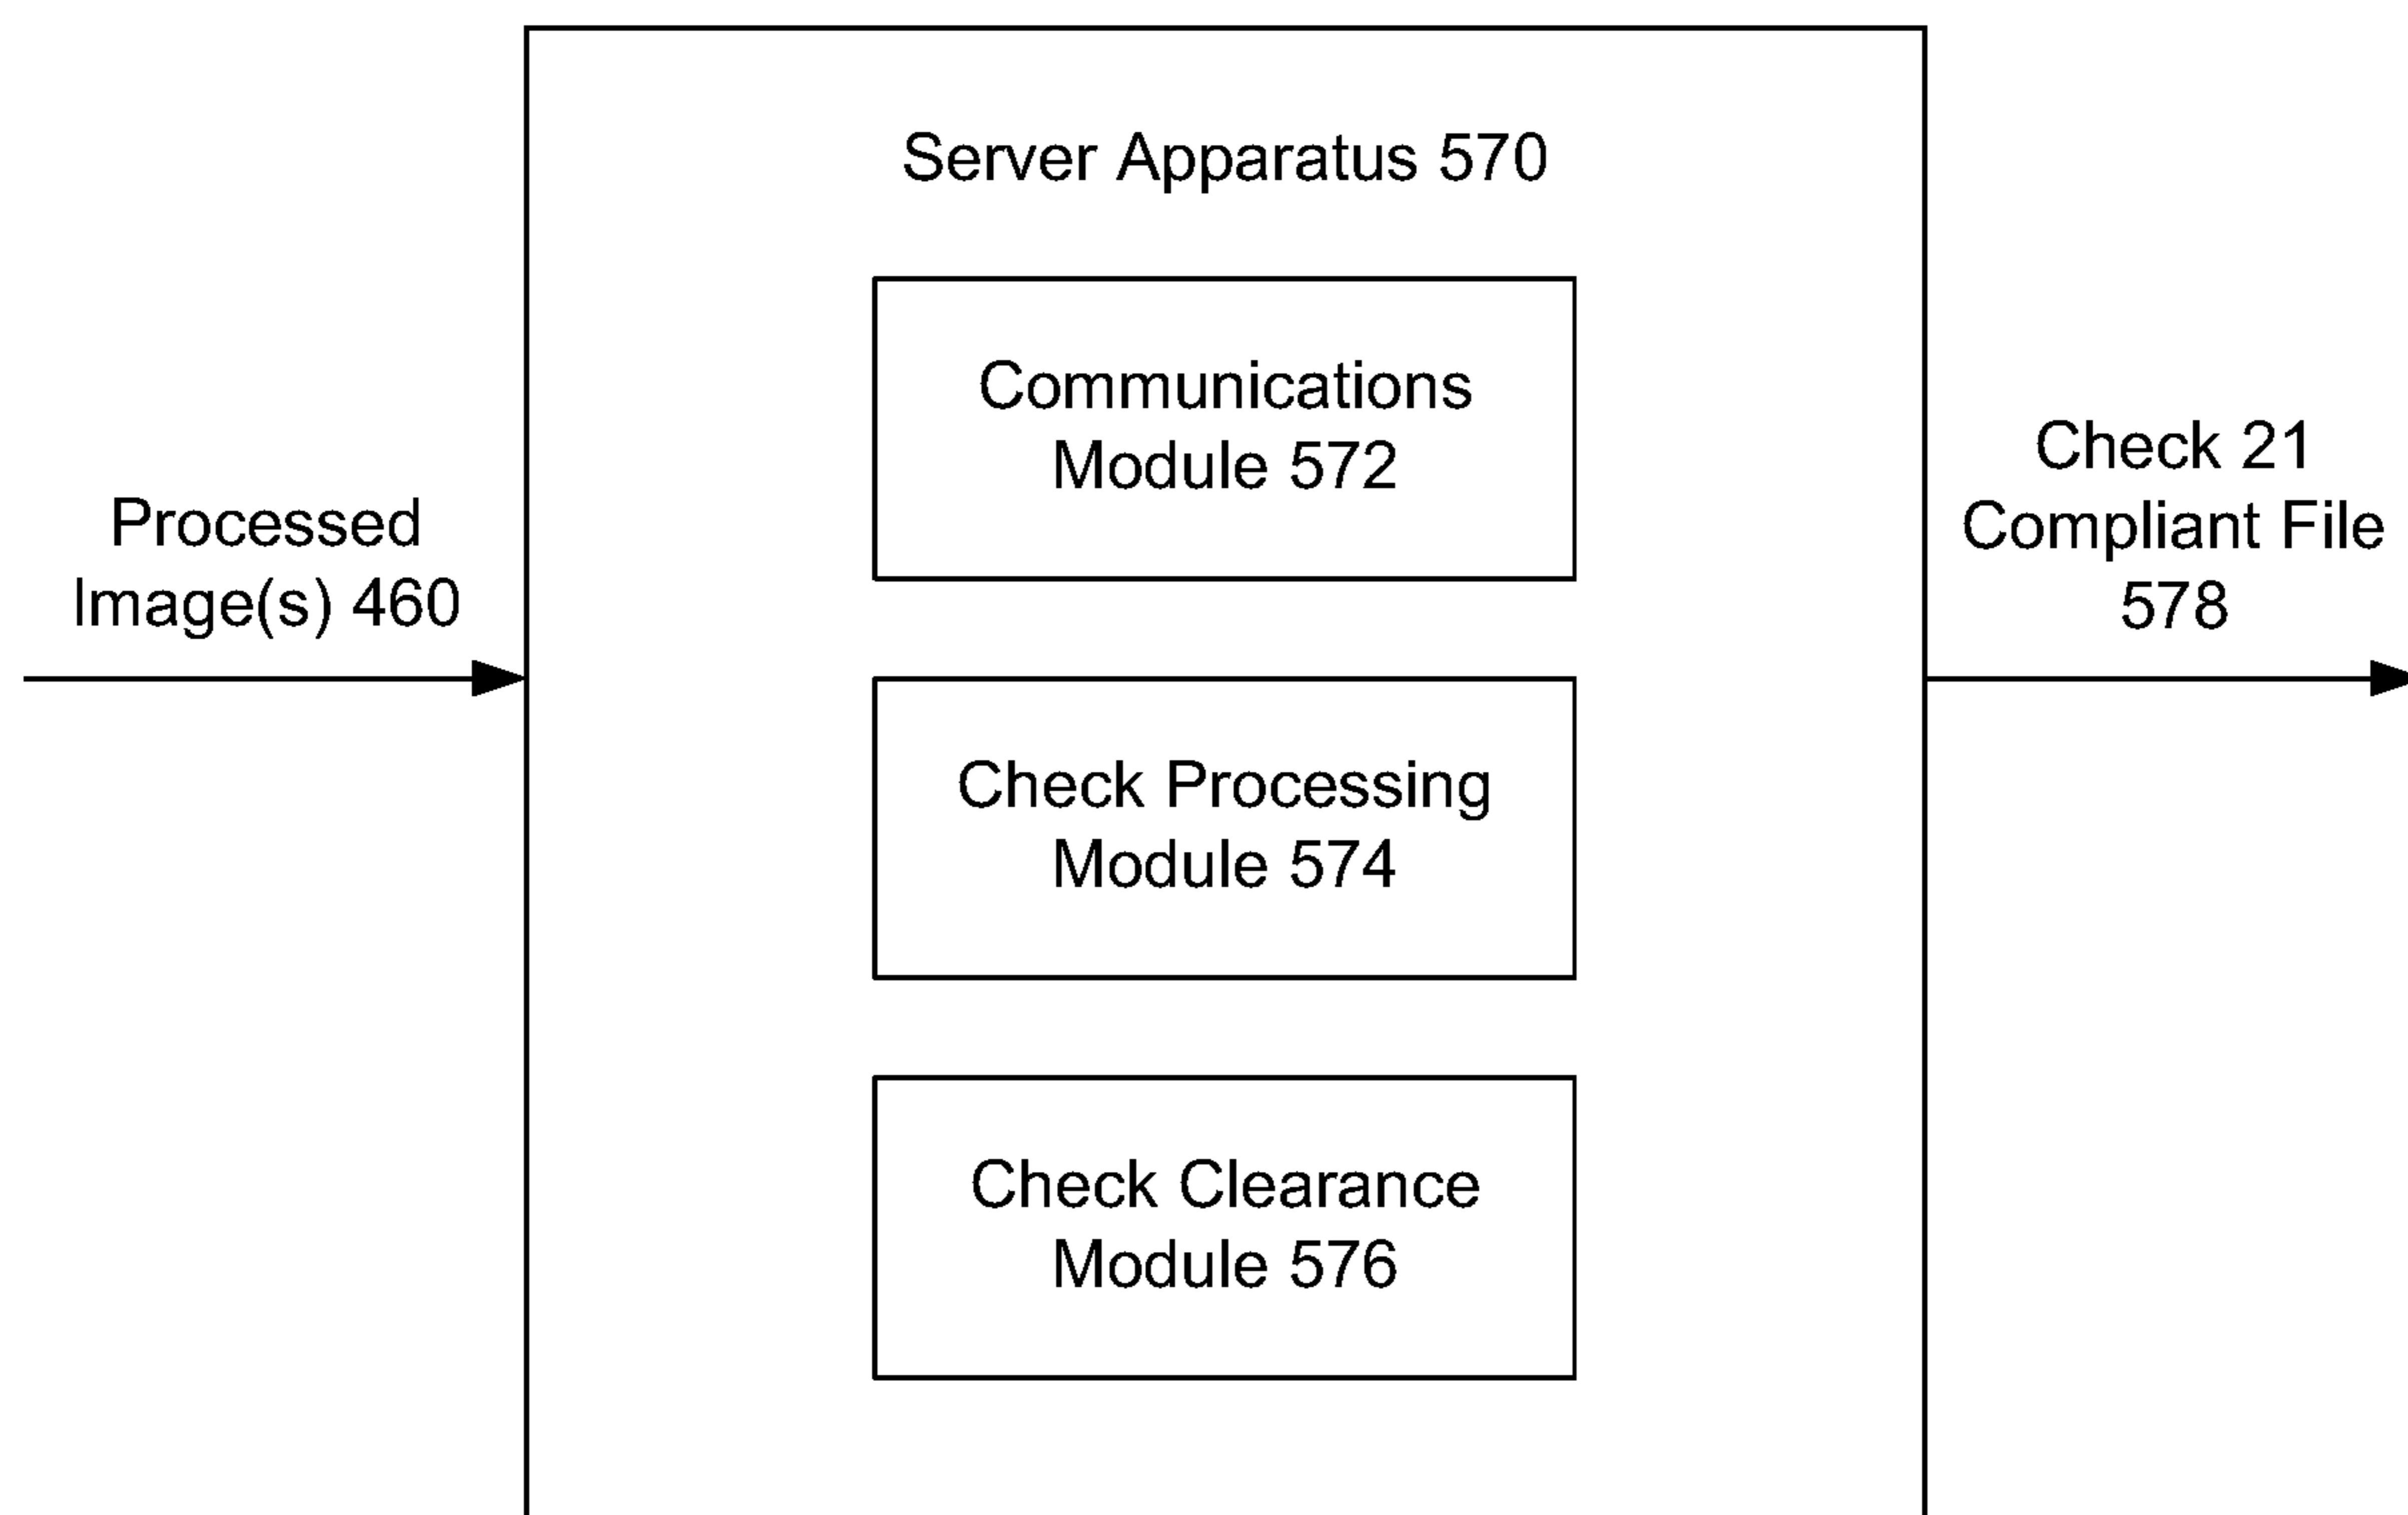 Server Apparatus 570
Communications
Module 572
Processed
Image(s) 460
Check 21
Compliant File
578
Check Processing
Module 574
Check Clearance
Module 576